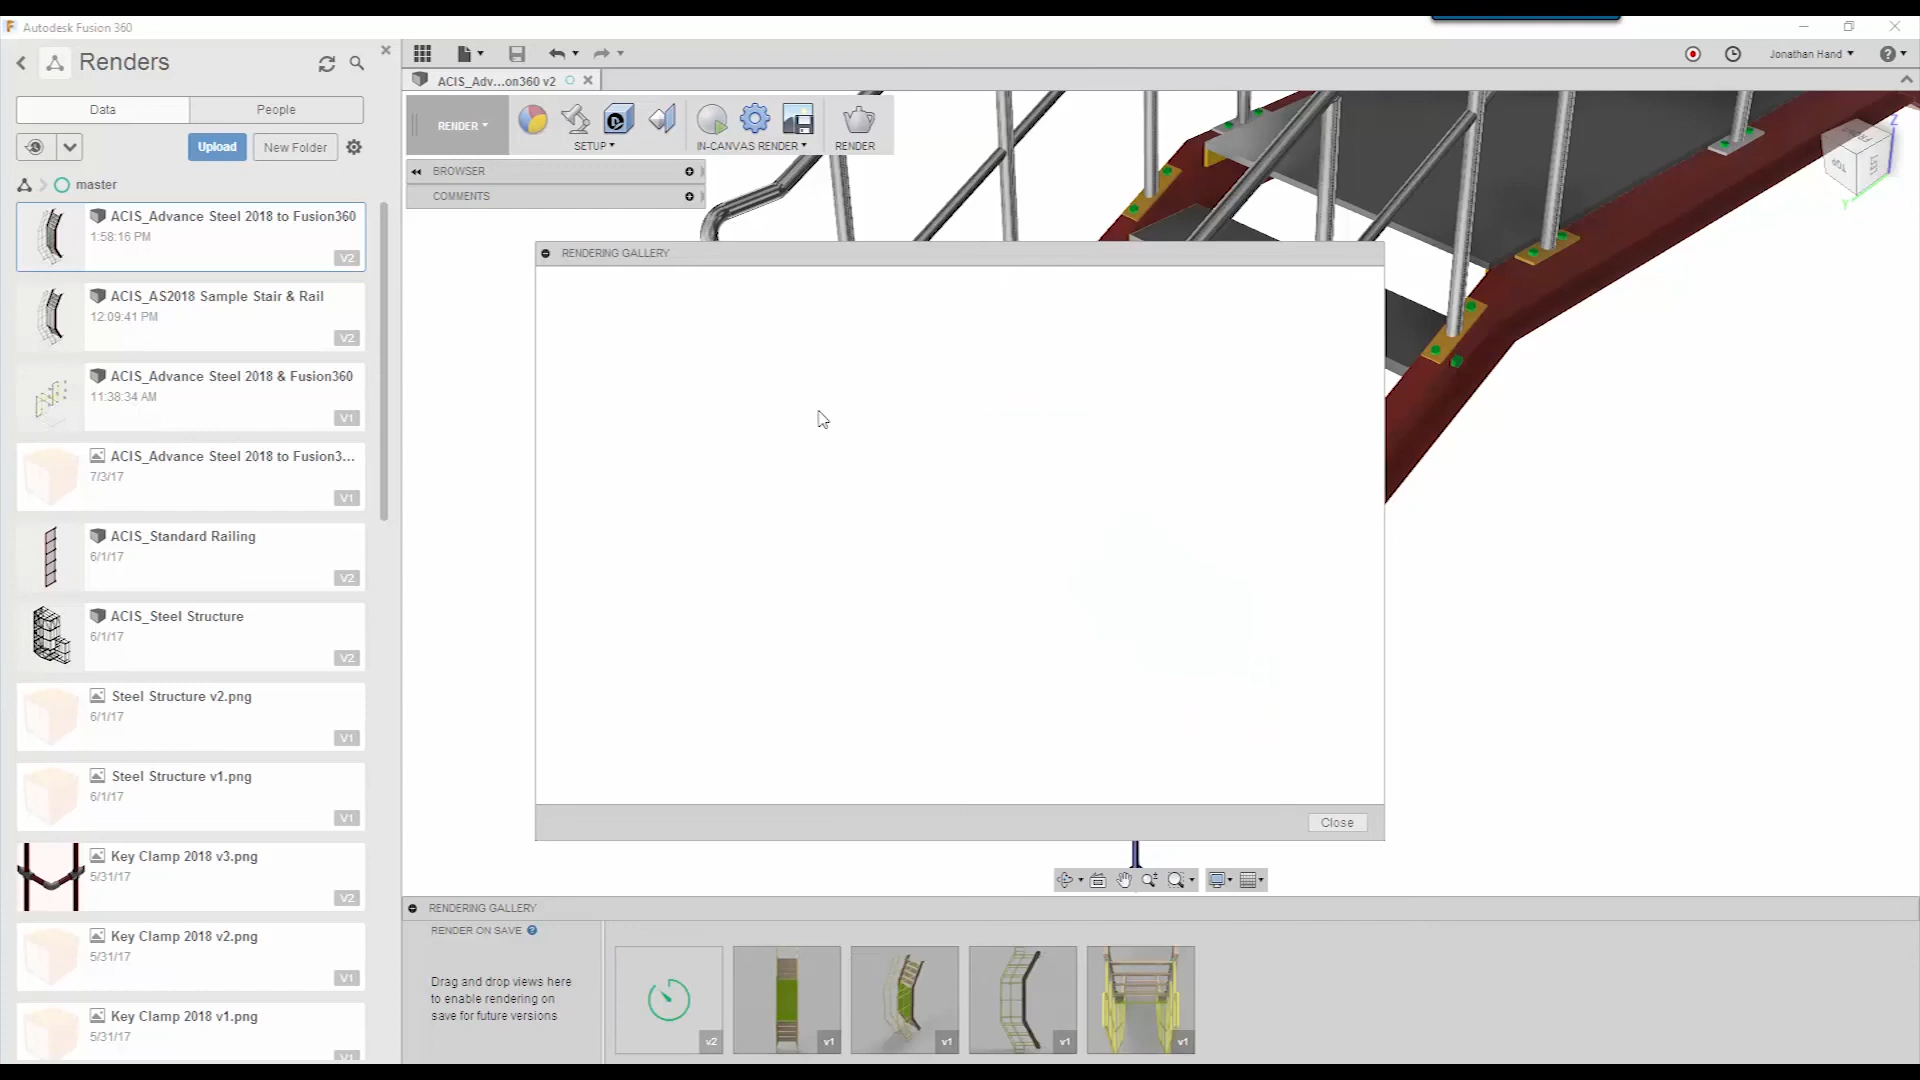 Autodesk Fusion 360
Renders
Jonathan Hand
ACIS_Adv...on360 v2
Data
People
RENDER
SETUP
IN-CANVAS RENDER
RENDER
Upload
New Folder
BROWSER
COMMENTS
master
ACIS_Advance Steel 2018 to Fusion360
1:58:16 PM
V2
ACIS_AS2018 Sample Stair & Rail
12:09:41 PM
V2
ACIS_Advance Steel 2018 & Fusion360
11:38:34 AM
V1
ACIS_Advance Steel 2018 to Fusion3...
7/3/17
V1
ACIS_Standard Railing
6/1/17
V2
ACIS_Steel Structure
6/1/17
V2
Steel Structure v2.png
6/1/17
V1
Steel Structure v1.png
6/1/17
V1
Key Clamp 2018 v3.png
5/31/17
V2
Key Clamp 2018 v2.png
5/31/17
V1
Key Clamp 2018 v1.png
5/31/17
V1
Z
TOP
Y
RENDERING GALLERY
Close
RENDERING GALLERY
RENDER ON SAVE
Drag and drop views here
to enable rendering on
save for future versions
v2
v1
v1
v1
v1